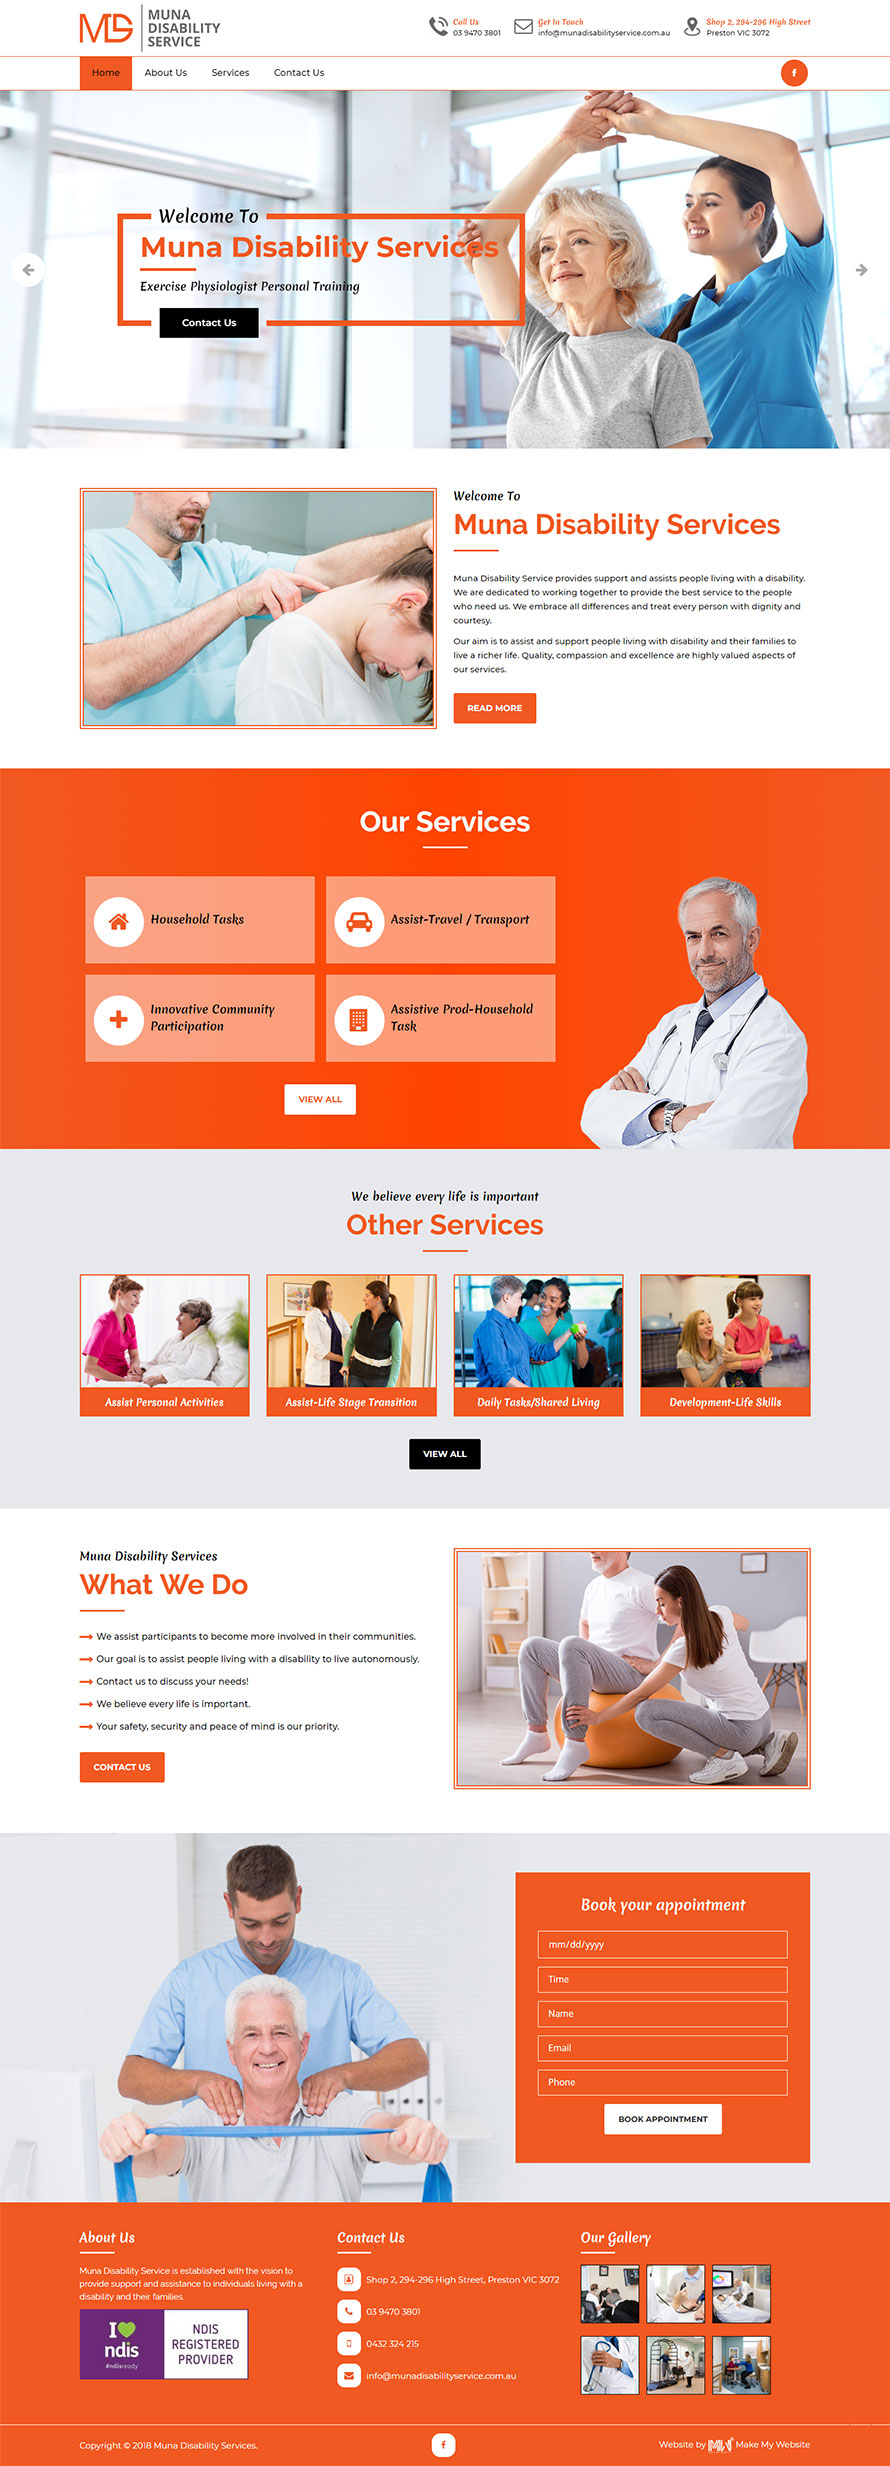 MDS
MUNA
DISABILITY
SERVICE
Call Us
03 9470 3801
Get In Touch
info@munadisabilityservice.com.au
Shop 2, 294-296 High Street
Preston VIC 3072
Home
About Us
Services
Contact Us
f
Welcome To
Muna Disability Services
Exercise Physiologist Personal Training
Contact Us
Welcome To
Muna Disability Services
Muna Disability Service provides support and assists people living with a disability.
We are dedicated to working together to provide the best service to the people
who need us. We embrace all differences and treat every person with dignity and
courtesy.
Our aim is to assist and support people living with disability and their families to
live a richer life. Quality, compassion and excellence are highly valued aspects of
our services.
READ MORE
Our Services
Household Tasks
Assist-Travel / Transport
Innovative Community
Participation
Assistive Prod-Household
Task
VIEW ALL
We believe every life is important
Other Services
Assist Personal Activities
Assist-Life Stage Transition
Daily Tasks/Shared Living
Development-Life Skills
VIEW ALL
Muna Disability Services
What We Do
We assist participants to become more involved in their communities.
Our goal is to assist people living with a disability to live autonomously.
Contact us to discuss your needs!
We believe every life is important.
Your safety, security and peace of mind is our priority.
CONTACT US
Book your appointment
mm/dd/yyyy
Time
Name
Email
Phone
BOOK APPOINTMENT
About Us
Muna Disability Service is established with the vision to
provide support and assistance to individuals living with a
disability and their families.
I
ndis
#ndisready
NDIS
REGISTERED
PROVIDER
Contact Us
Shop 2, 294-296 High Street, Preston VIC 3072
03 9470 3801
0432 324 215
info@munadisabilityservice.com.au
Our Gallery
Copyright © 2018 Muna Disability Services.
f
Website by MMW Make My Website